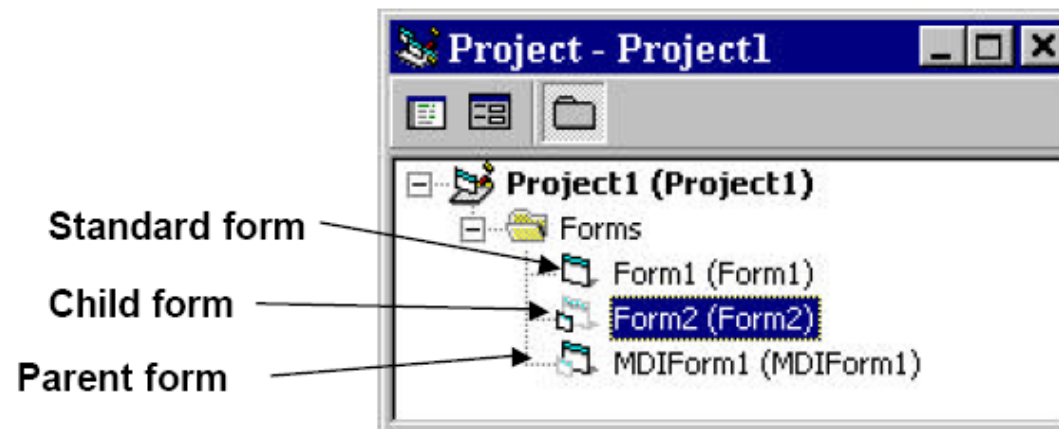 Project - Project1
Project1 (Project1)
Standard form
Forms
Form1 (Form1)
Child form
Form2 (Form2)
Parent form
MDIForm1 (MDIForm1)